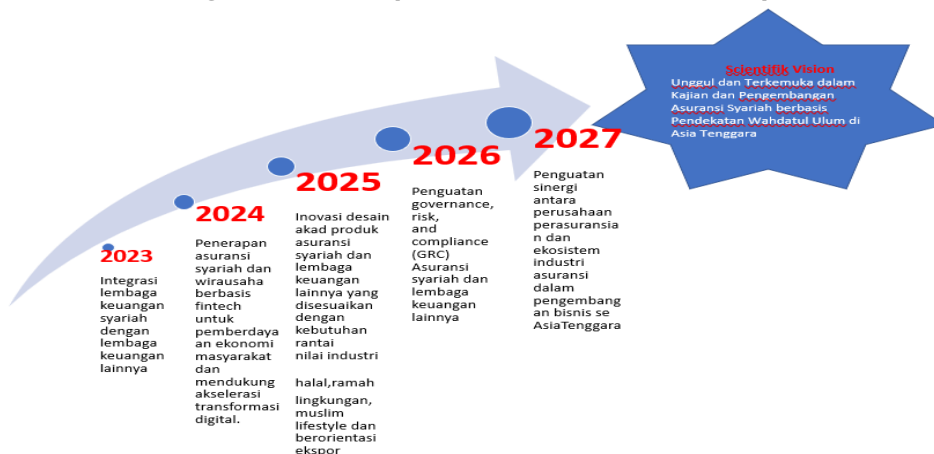 Scientifik Vision
Unggul dan Terkemuka dalam
Kajian dan Pengembangan
Asuransi Syariah berbasis
Pendekatan Wahdatul Ulum di
Asia Tenggara
2023
Integrasi
lembaga
keuangan
syariah
dengan
lembaga
keuangan
lainnya
2024
Penerapan
asuransi
syariah dan
wirausaha
berbasis
fintech
untuk
pemberdaya
an ekonomi
masyarakat
dan
mendukung
akselerasi
transformasi
digital.
2025
Inovasi desain
akad produk
asuransi
syariah dan
lembaga
keuangan
lainnya yang
disesuaikan
dengan
kebutuhan
rantai
nilai industri
halal,ramah
lingkungan,
muslim
lifestyle dan
berorientasi
ekspor
2026
Penguatan
governance,
risk,
and
compliance
(GRC)
Asuransi
syariah dan
lembaga
keuangan
lainnya
2027
Penguatan
sinergi
antara
perusahaan
perasuransia
n dan
ekosistem
industri
asuransi
dalam
pengembang
an bisnis se
AsiaTenggara